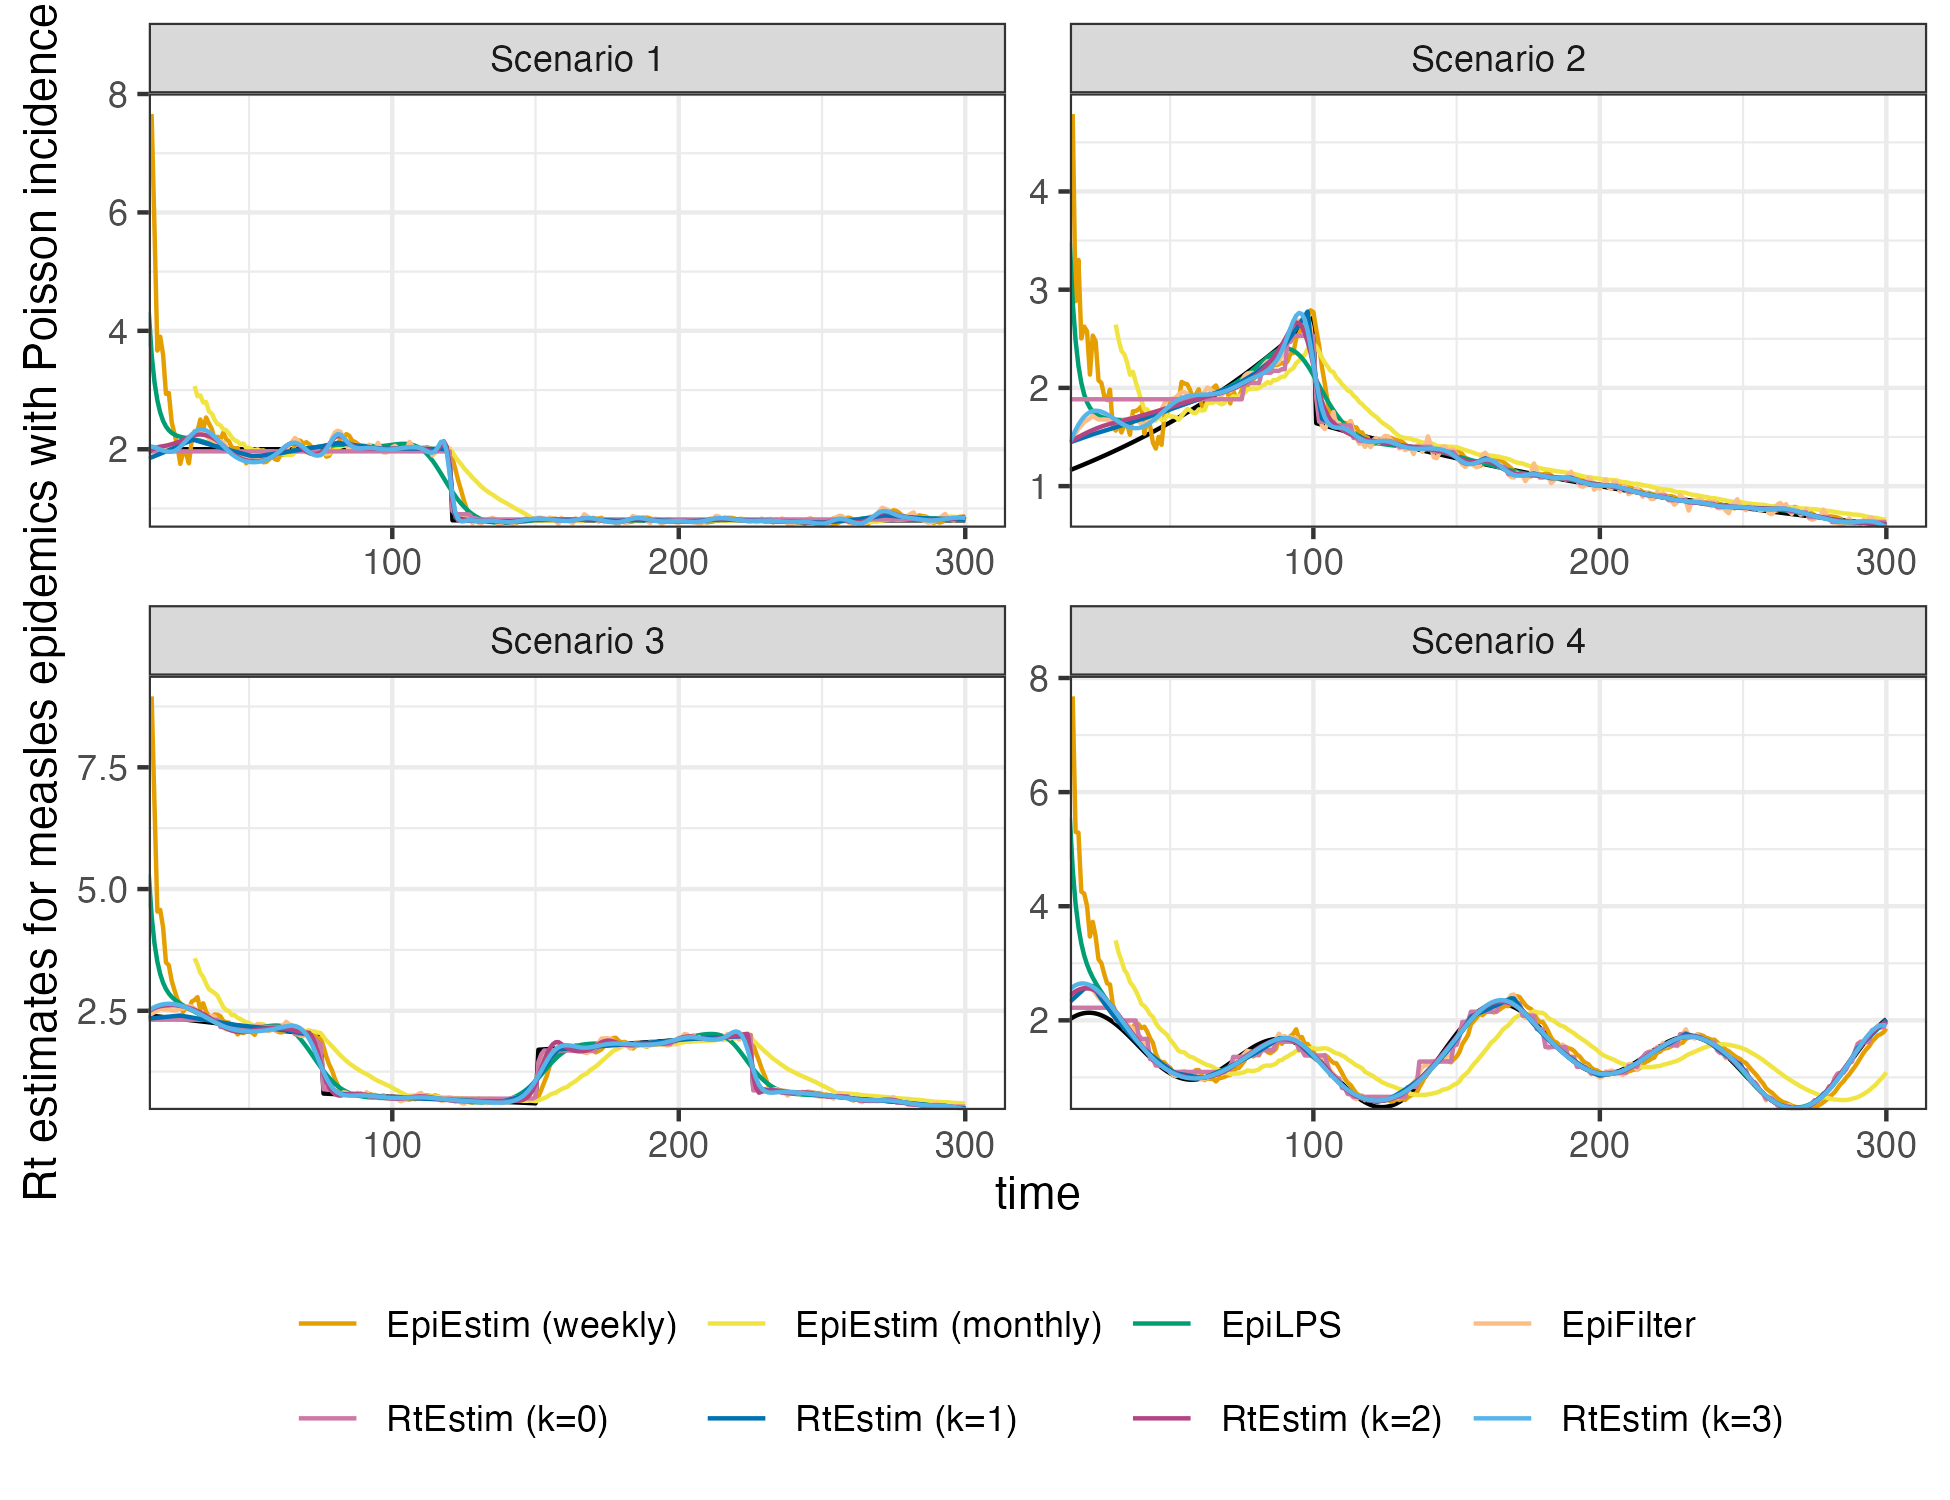 Rt estimates for measles epidemics with Poisson incidence
Scenario 1
8
6
4
2
100 200 300
Scenario 2
4
3
2
1
100 200 300
Scenario 3
7.5
5.0
2.5
100 200 300
Scenario 4
8
6
4
2
100 200 300
time
EpiEstim (weekly) EpiEstim (monthly) EpiLPS EpiFilter
RtEstim (k=0) RtEstim (k=1) RtEstim (k=2) RtEstim (k=3)